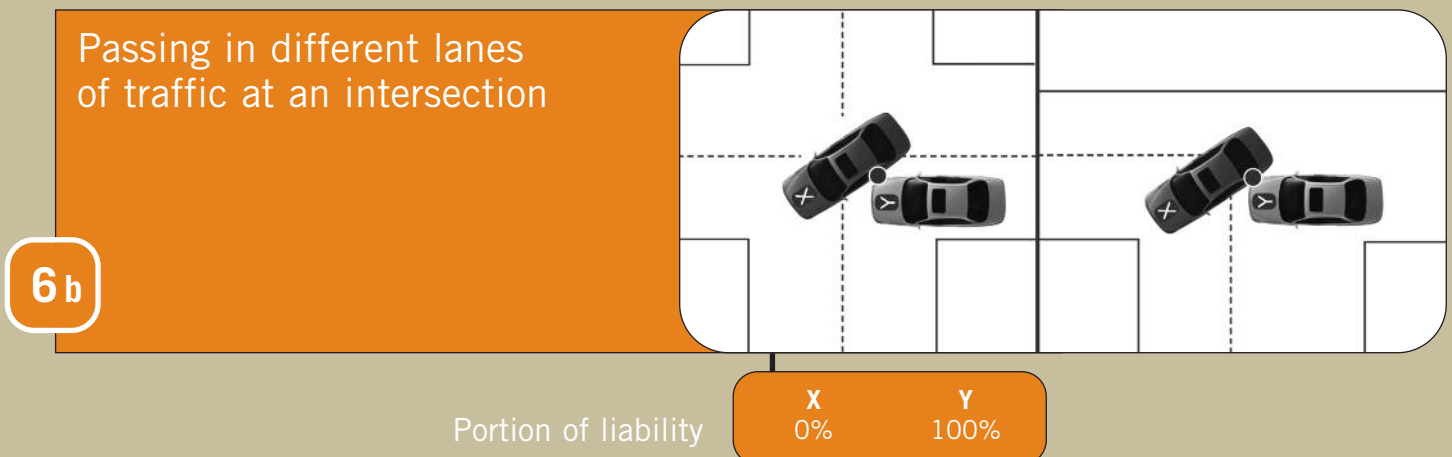 Passing in different lanes
of traffic at an intersection
X
Y
X
Y
6 b
X Y
Portion of liability 0% 100%